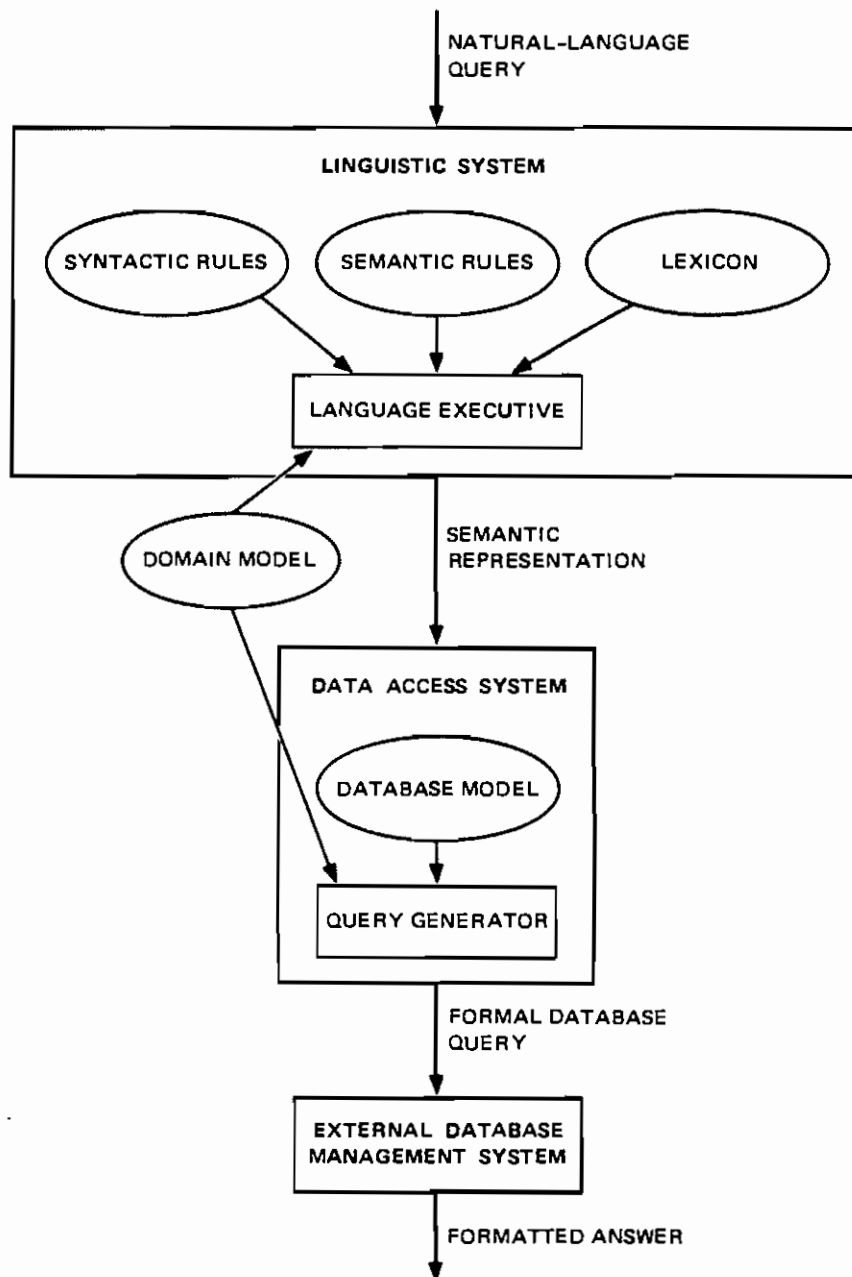 NATURAL-LANGUAGE
QUERY
LINGUISTIC SYSTEM
SYNTACTIC RULES
SEMANTIC RULES
LEXICON
LANGUAGE EXECUTIVE
DOMAIN MODEL
SEMANTIC
REPRESENTATION
DATA ACCESS SYSTEM
DATABASE MODEL
QUERY GENERATOR
FORMAL DATABASE
QUERY
EXTERNAL DATABASE
MANAGEMENT SYSTEM
FORMATTED ANSWER